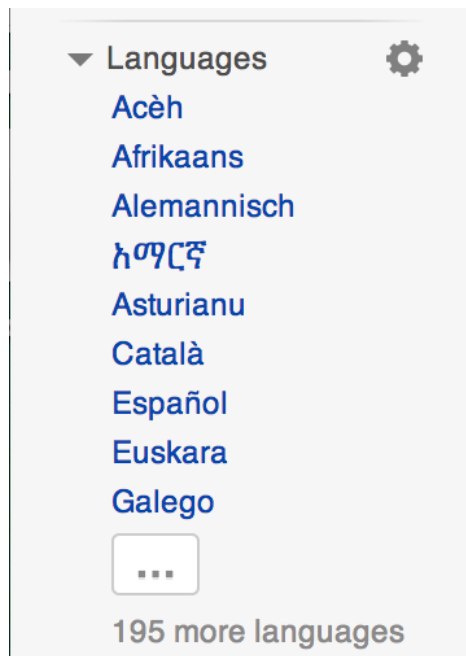 Languages
Acèh
Afrikaans
Alemannisch
አማርኛ
Asturianu
Català
Español
Euskara
Galego
...
195 more languages